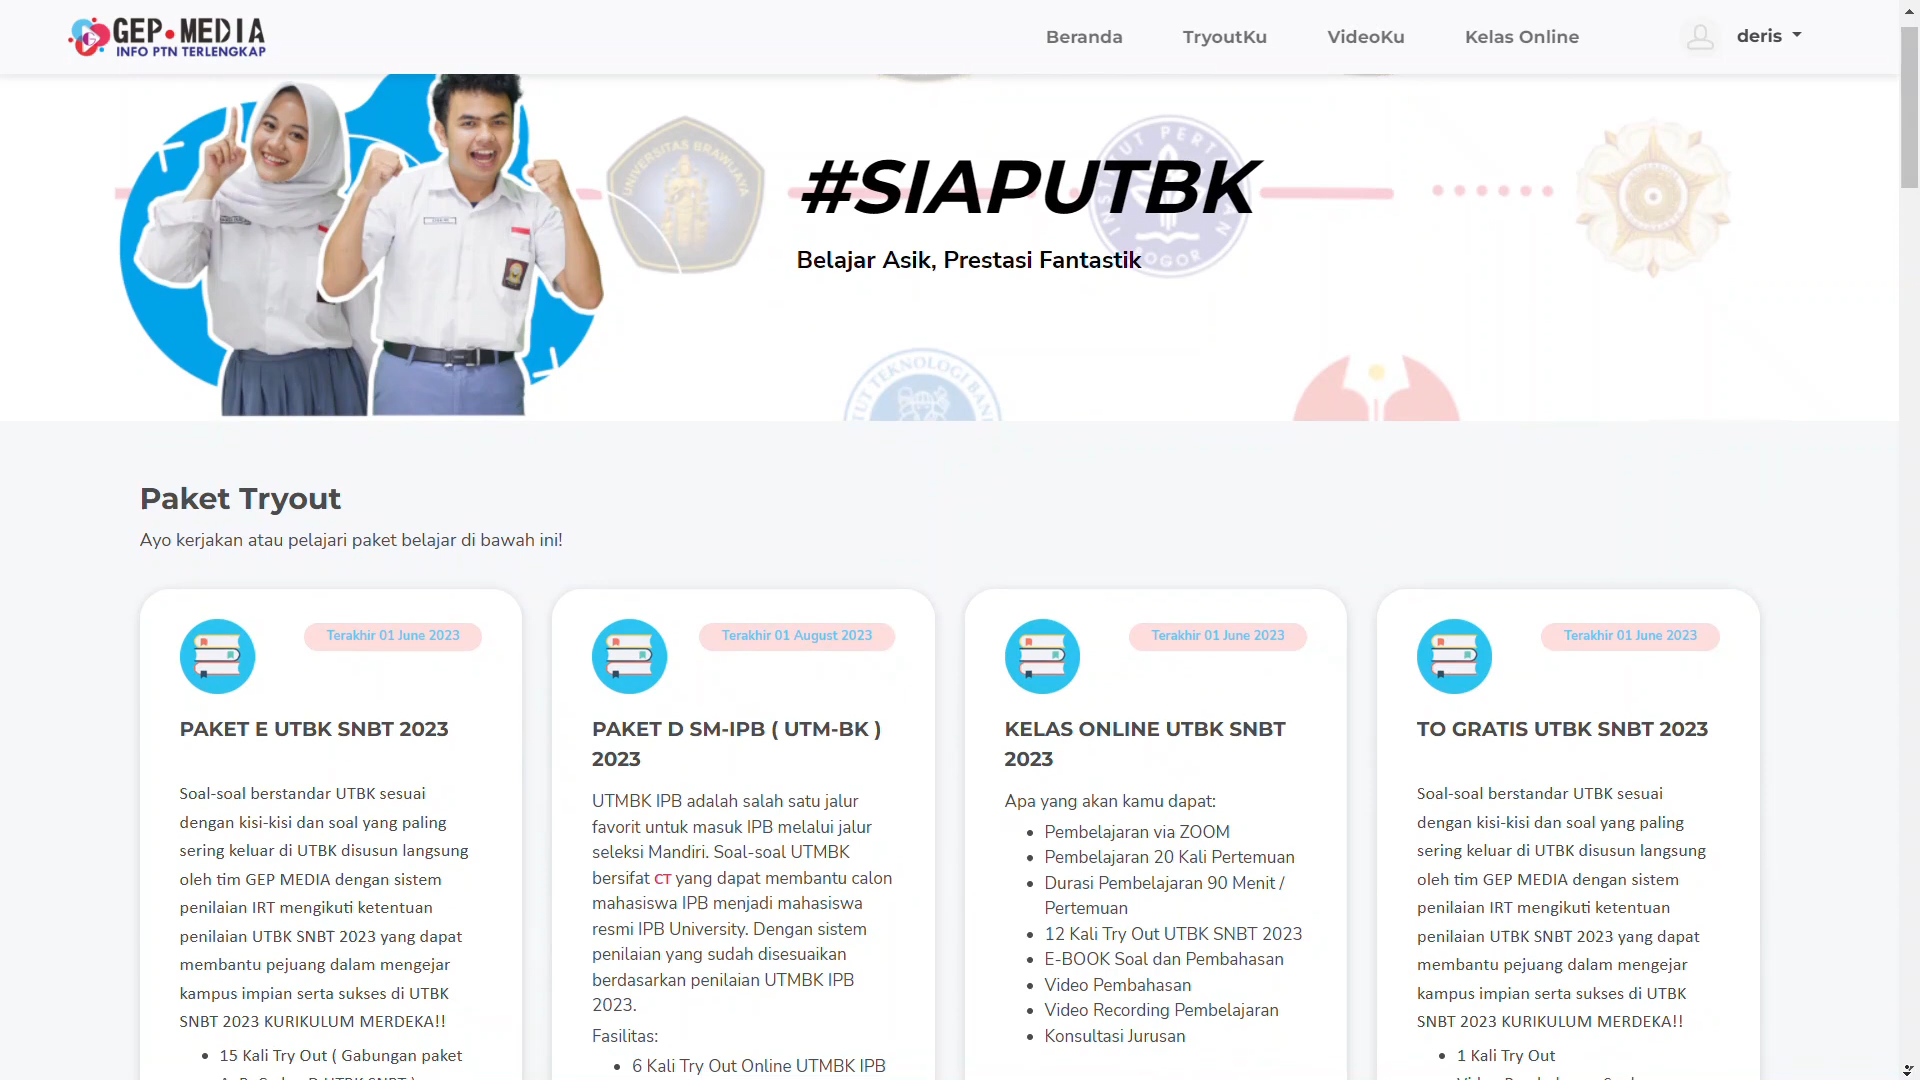 GEP•MEDIA
INFO PTN TERLENGKAP
Beranda
TryoutKu
VideoKu
Kelas Online
deris
UNIVERSITAS BRAWIJAYA
INSTITUT PERTANIAN BOGOR
#SIAPUTBK
Belajar Asik, Prestasi Fantastik
Paket Tryout
Ayo kerjakan atau pelajari paket belajar di bawah ini!
Terakhir 01 June 2023
PAKET E UTBK SNBT 2023
Soal-soal berstandar UTBK sesuai
dengan kisi-kisi dan soal yang paling
sering keluar di UTBK disusun langsung
oleh tim GEP MEDIA dengan sistem
penilaian IRT mengikuti ketentuan
penilaian UTBK SNBT 2023 yang dapat
membantu pejuang dalam mengejar
kampus impian serta sukses di UTBK
SNBT 2023 KURIKULUM MERDEKA!!
• 15 Kali Try Out ( Gabungan paket
Terakhir 01 August 2023
PAKET D SM-IPB ( UTM-BK )
2023
UTMBK IPB adalah salah satu jalur
favorit untuk masuk IPB melalui jalur
seleksi Mandiri. Soal-soal UTMBK
bersifat CT yang dapat membantu calon
mahasiswa IPB menjadi mahasiswa
resmi IPB University. Dengan sistem
penilaian yang sudah disesuaikan
berdasarkan penilaian UTMBK IPB
2023.
Fasilitas:
• 6 Kali Try Out Online UTMBK IPB
Terakhir 01 June 2023
KELAS ONLINE UTBK SNBT
2023
Apa yang akan kamu dapat:
• Pembelajaran via ZOOM
• Pembelajaran 20 Kali Pertemuan
• Durasi Pembelajaran 90 Menit /
Pertemuan
• 12 Kali Try Out UTBK SNBT 2023
• E-BOOK Soal dan Pembahasan
• Video Pembahasan
• Video Recording Pembelajaran
• Konsultasi Jurusan
Terakhir 01 June 2023
TO GRATIS UTBK SNBT 2023
Soal-soal berstandar UTBK sesuai
dengan kisi-kisi dan soal yang paling
sering keluar di UTBK disusun langsung
oleh tim GEP MEDIA dengan sistem
penilaian IRT mengikuti ketentuan
penilaian UTBK SNBT 2023 yang dapat
membantu pejuang dalam mengejar
kampus impian serta sukses di UTBK
SNBT 2023 KURIKULUM MERDEKA!!
• 1 Kali Try Out